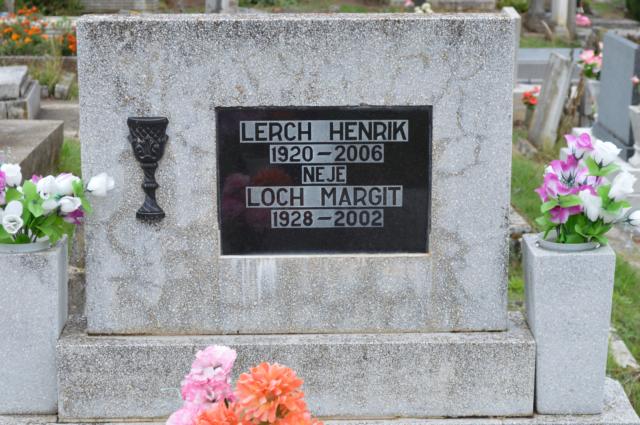 LERCH HENRIK
1920-2006
NEJE
LOCH MARGIT
1928-2002